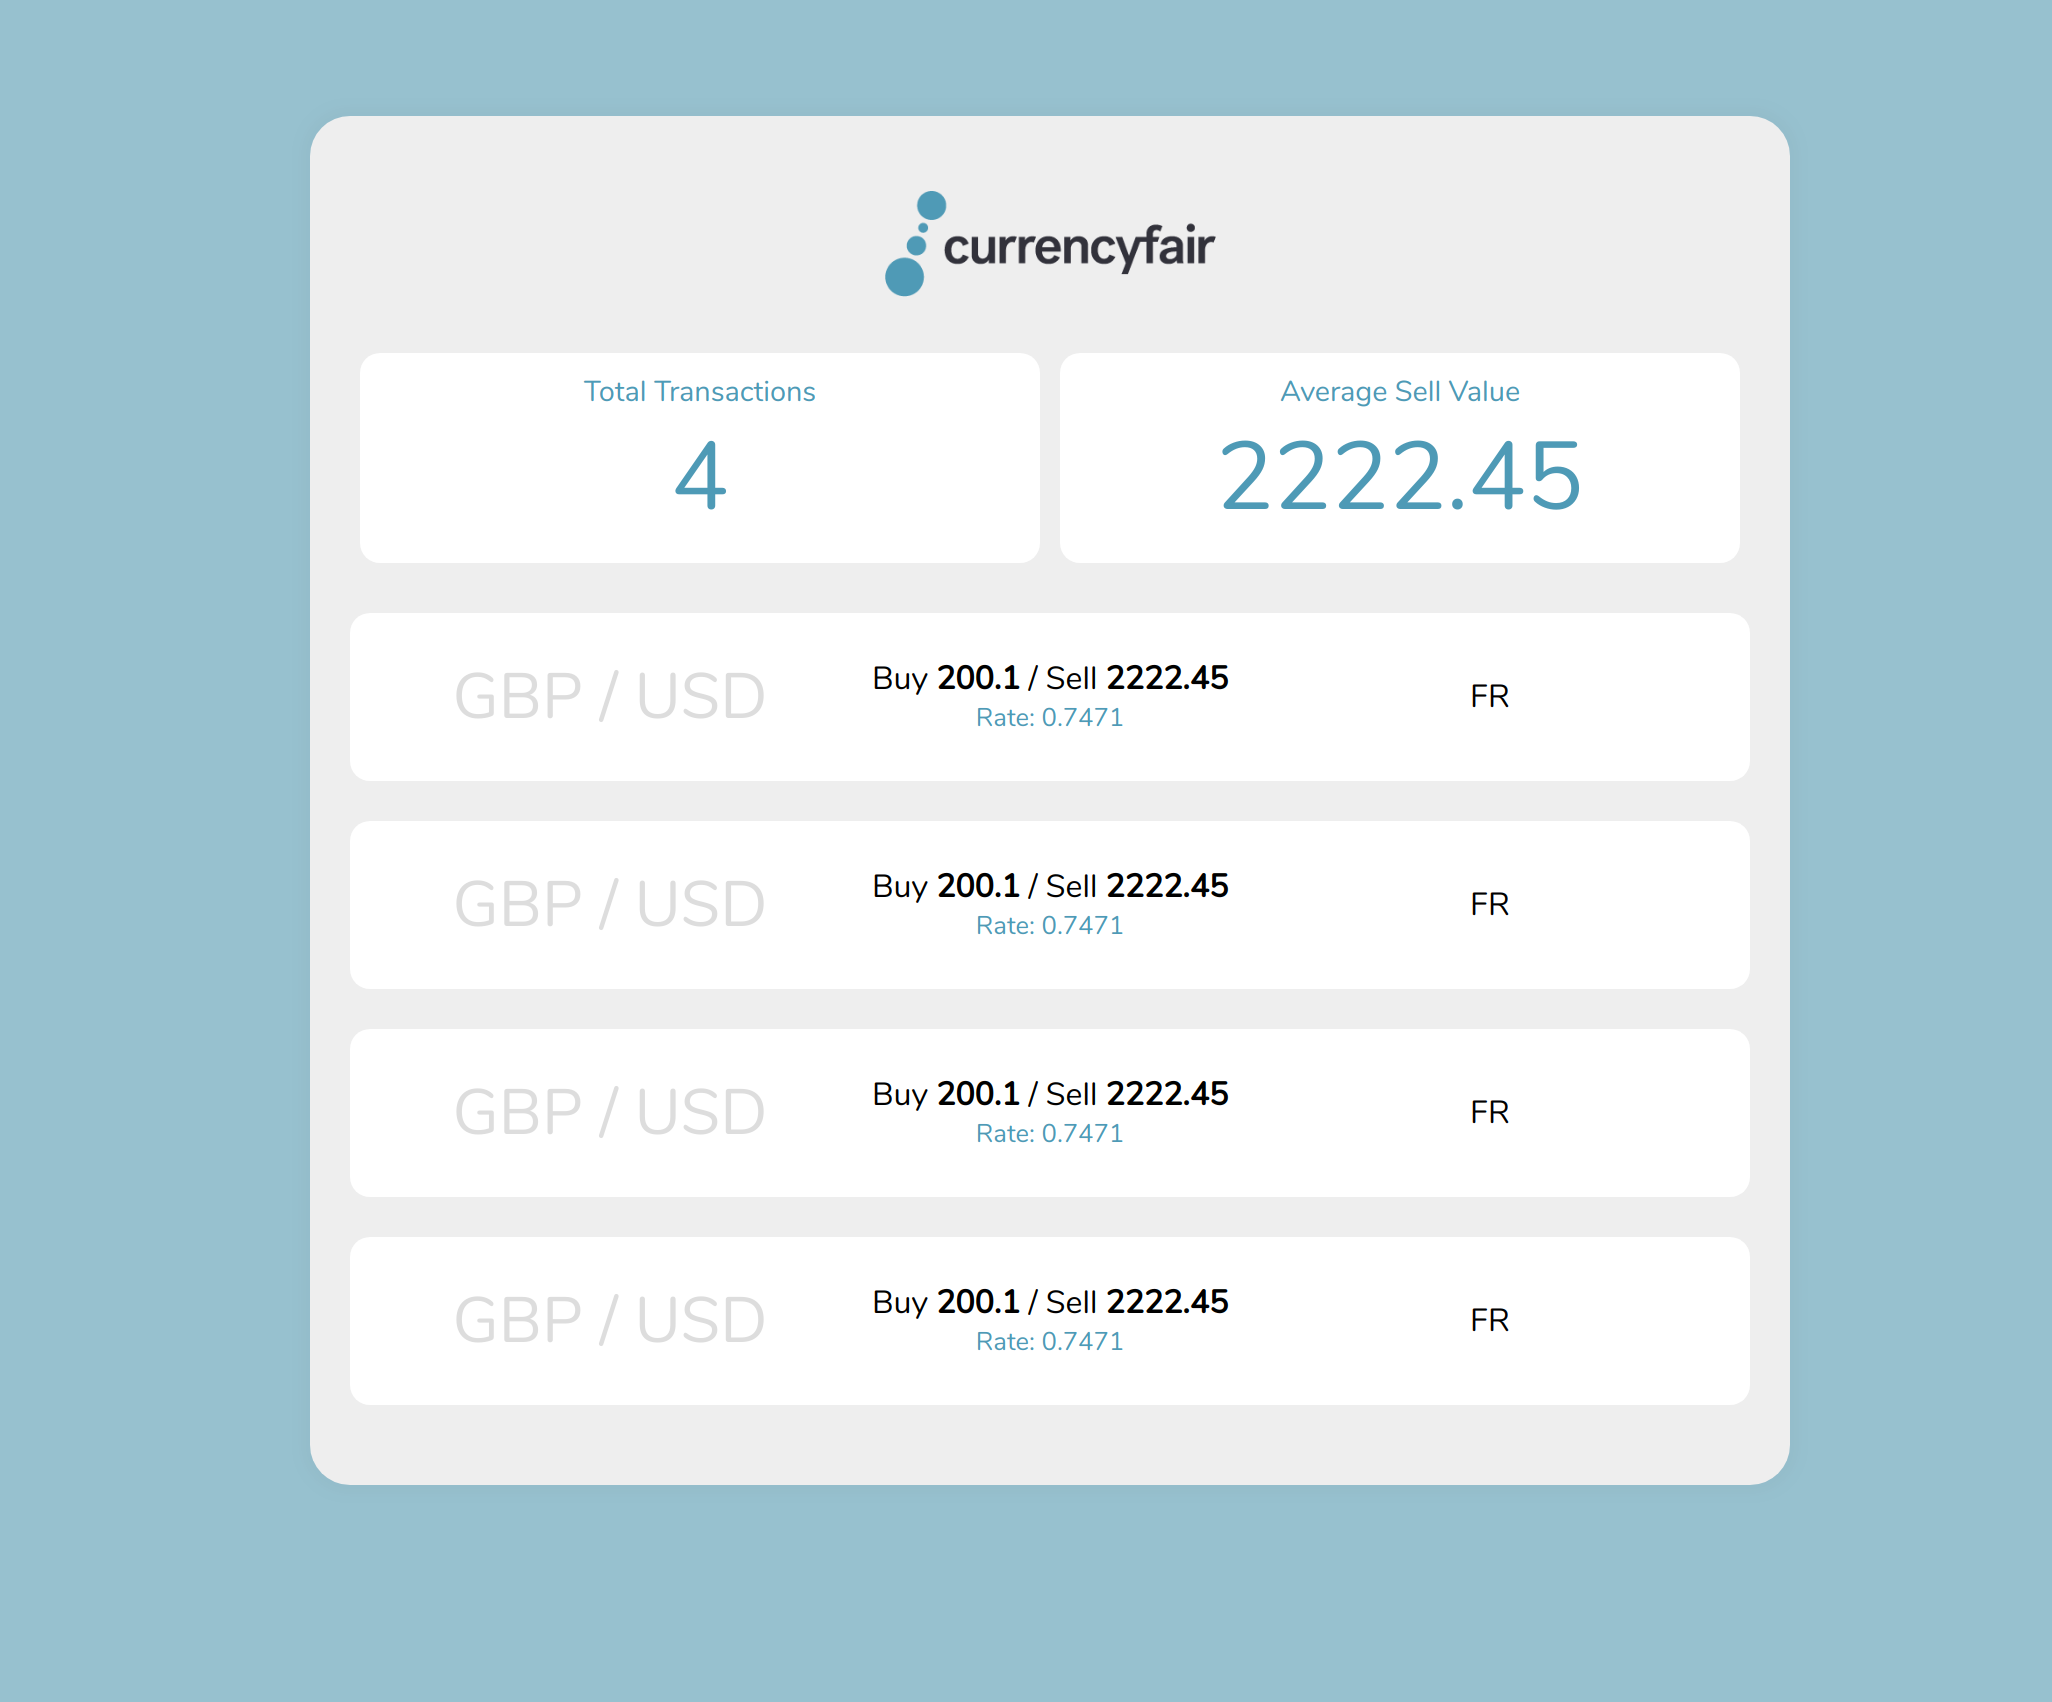 currencyfair
Total Transactions
4
Average Sell Value
2222.45
GBP / USD
Buy 200.1 / Sell 2222.45
Rate: 0.7471
FR
GBP / USD
Buy 200.1 / Sell 2222.45
Rate: 0.7471
FR
GBP / USD
Buy 200.1 / Sell 2222.45
Rate: 0.7471
FR
GBP / USD
Buy 200.1 / Sell 2222.45
Rate: 0.7471
FR